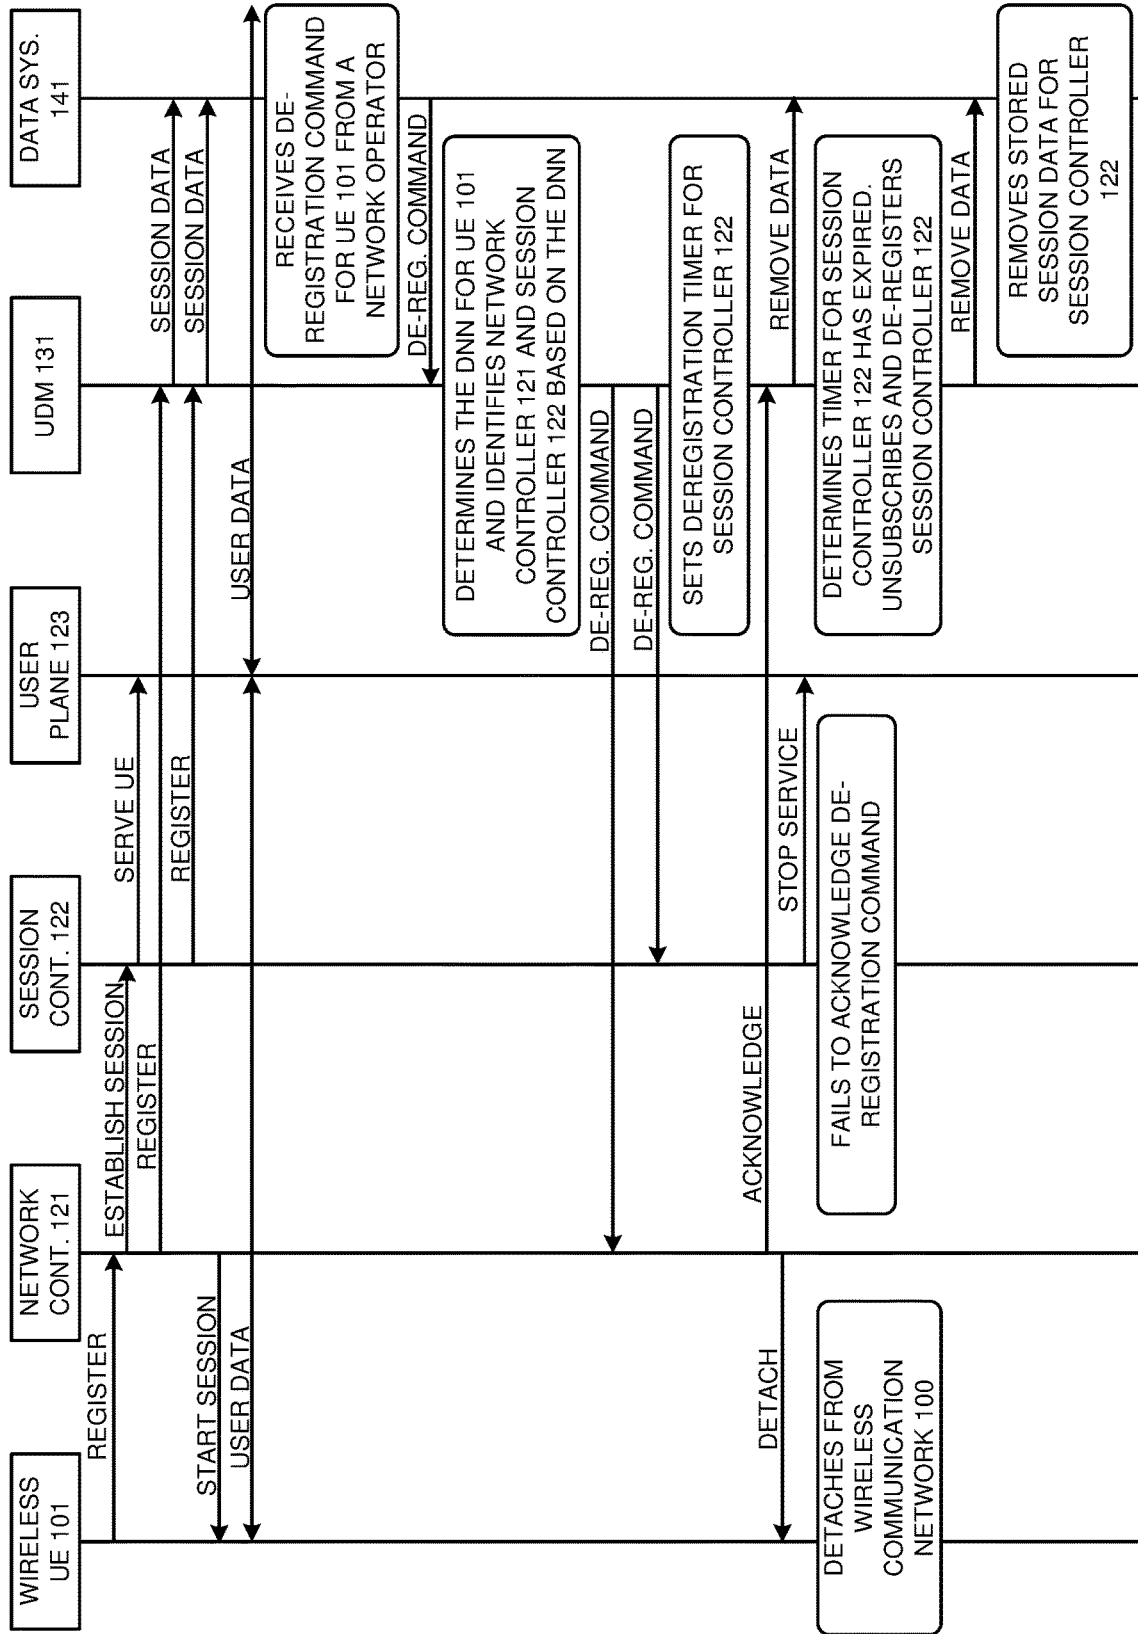 WIRELESS
UE 101
NETWORK
CONT. 121
SESSION
CONT. 122
USER
PLANE 123
UDM 131
DATA SYS.
141
REGISTER
ESTABLISH SESSION
SERVE UE
REGISTER
SESSION DATA
REGISTER
SESSION DATA
START SESSION
USER DATA
USER DATA
RECEIVES DE-
REGISTRATION COMMAND
FOR UE 101 FROM A
NETWORK OPERATOR
DE-REG. COMMAND
DETERMINES THE DNN FOR UE 101
AND IDENTIFIES NETWORK
CONTROLLER 121 AND SESSION
CONTROLLER 122 BASED ON THE DNN
DE-REG. COMMAND
DE-REG. COMMAND
SETS DEREGISTRATION TIMER FOR
SESSION CONTROLLER 122
ACKNOWLEDGE
DETACH
REMOVE DATA
STOP SERVICE
DETACHES FROM
WIRELESS
COMMUNICATION
NETWORK 100
FAILS TO ACKNOWLEDGE DE-
REGISTRATION COMMAND
DETERMINES TIMER FOR SESSION
CONTROLLER 122 HAS EXPIRED.
UNSUBSCRIBES AND DE-REGISTERS
SESSION CONTROLLER 122
REMOVE DATA
REMOVES STORED
SESSION DATA FOR
SESSION CONTROLLER
122